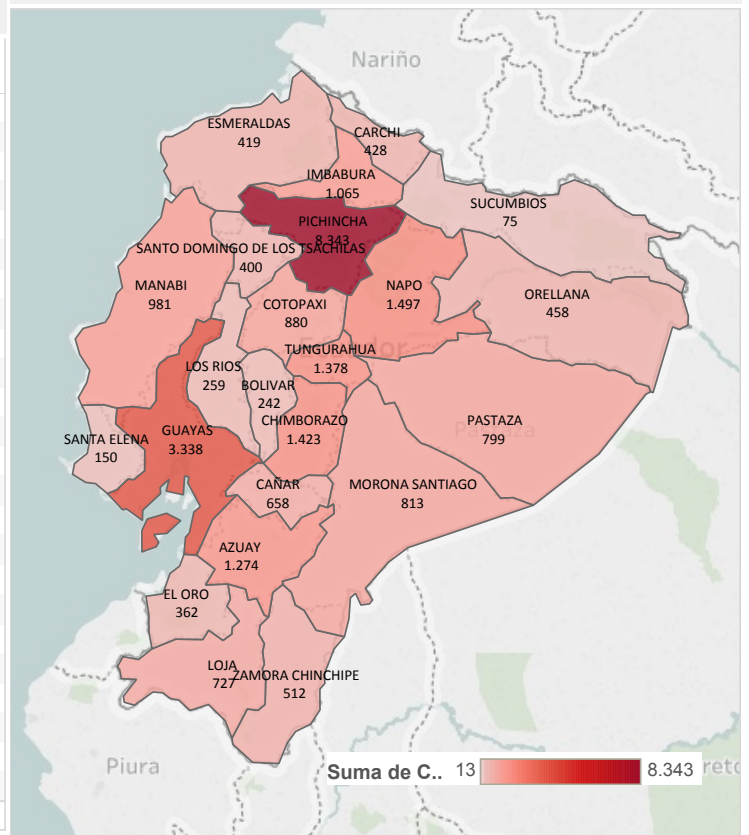 Nariño
ESMERALDAS
419
CARCHI
428
IMBABURA
1.065
SUCUMBIOS
75
PICHINCHA
8.343
SANTO DOMINGO DE LOS TSACHILAS
400
MANABI
981
NAPO
1.497
ORELLANA
458
COTOPAXI
880
Ecuador
TUNGURAHUA
1.378
LOS RIOS
259
BOLIVAR
242
CHIMBORAZO
1.423
PASTAZA
799
Pastaza
GUAYAS
3.338
SANTA ELENA
150
CAÑAR
658
MORONA SANTIAGO
813
AZUAY
1.274
EL ORO
362
LOJA
727
ZAMORA CHINCHIPE
512
Piura
Suma de C.. 13 8.343